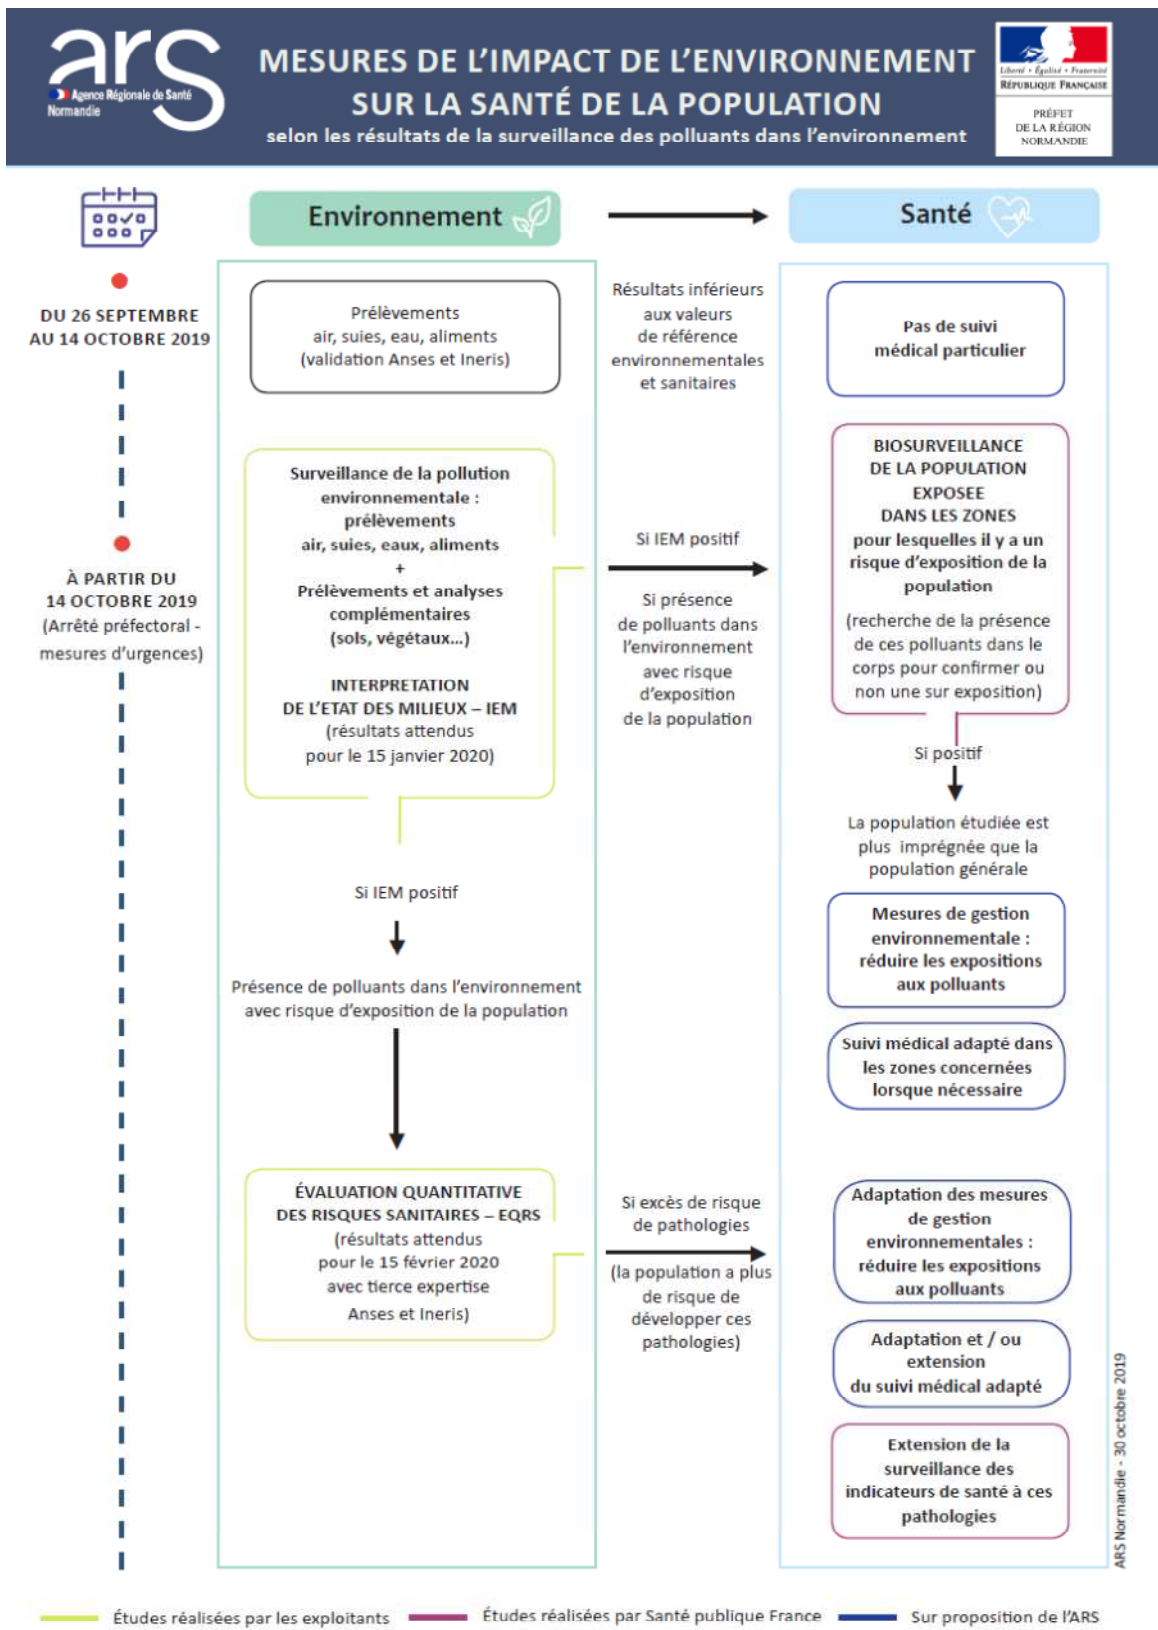 ars
Agence Régionale de Santé
Normandie
MESURES DE L'IMPACT DE L'ENVIRONNEMENT
SUR LA SANTÉ DE LA POPULATION
selon les résultats de la surveillance des polluants dans l'environnement
Liberté • Égalité • Fraternité
RÉPUBLIQUE FRANÇAISE
PRÉFET
DE LA RÉGION
NORMANDIE
Environnement
Santé
DU 26 SEPTEMBRE
AU 14 OCTOBRE 2019
Prélèvements
air, suies, eau, aliments
(validation Anses et Ineris)
Résultats inférieurs
aux valeurs
de référence
environnementales
et sanitaires
Pas de suivi
médical particulier
À PARTIR DU
14 OCTOBRE 2019
(Arrêté préfectoral -
mesures d'urgences)
Surveillance de la pollution
environnementale :
prélèvements
air, suies, eaux, aliments
+
Prélèvements et analyses
complémentaires
(sols, végétaux...)
INTERPRETATION
DE L'ETAT DES MILIEUX – IEM
(résultats attendus
pour le 15 janvier 2020)
Si IEM positif
Si présence
de polluants dans
l'environnement
avec risque
d'exposition
de la population
BIOSURVEILLANCE
DE LA POPULATION
EXPOSEE
DANS LES ZONES
pour lesquelles il y a un
risque d'exposition de la
population
(recherche de la présence
de ces polluants dans le
corps pour confirmer ou
non une sur exposition)
Si positif
La population étudiée est
plus imprégnée que la
population générale
Si IEM positif
Présence de polluants dans l'environnement
avec risque d'exposition de la population
Mesures de gestion
environnementale :
réduire les expositions
aux polluants
Suivi médical adapté dans
les zones concernées
lorsque nécessaire
ÉVALUATION QUANTITATIVE
DES RISQUES SANITAIRES – EQRS
(résultats attendus
pour le 15 février 2020
avec tierce expertise
Anses et Ineris)
Si excès de risque
de pathologies
(la population a plus
de risque de
développer ces
pathologies)
Adaptation des mesures
de gestion
environnementales :
réduire les expositions
aux polluants
Adaptation et / ou
extension
du suivi médical adapté
Extension de la
surveillance des
indicateurs de santé à ces
pathologies
ARS Normandie - 30 octobre 2019
Études réalisées par les exploitants
Études réalisées par Santé publique France
Sur proposition de l'ARS